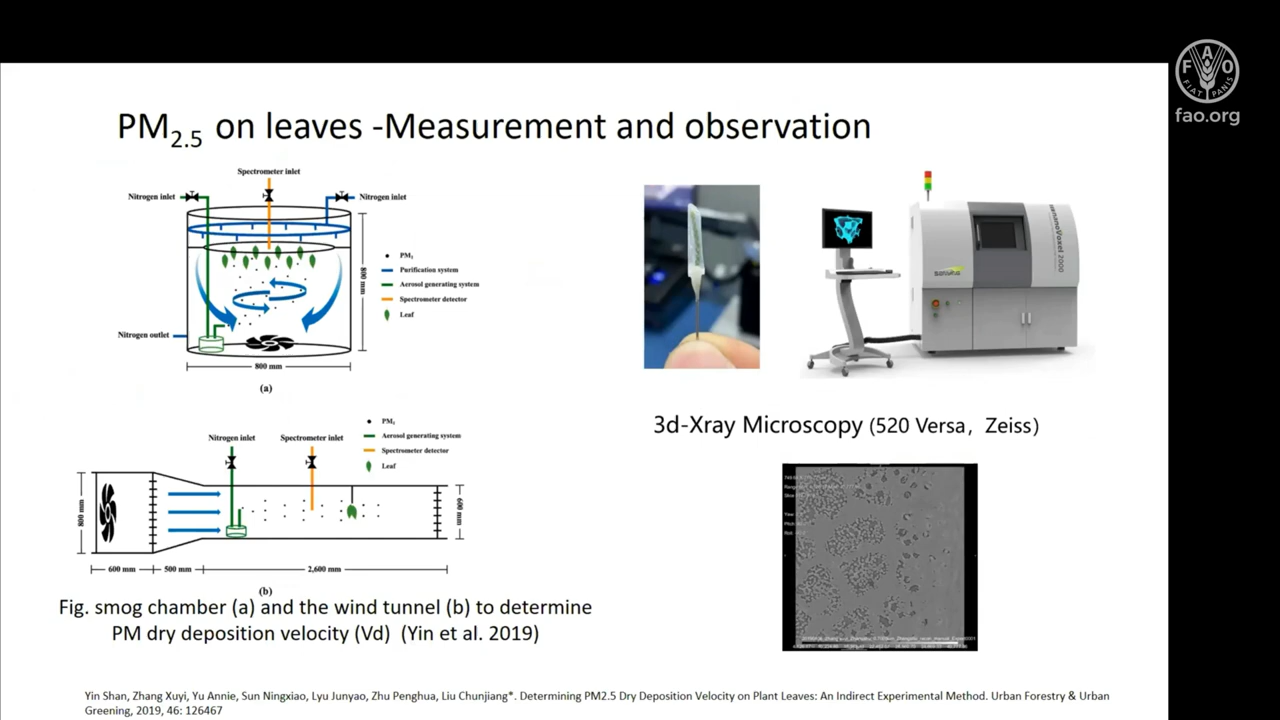 FAO
FIAT PANIS
fao.org
PM2.5 on leaves -Measurement and observation
Spectrometer inlet
Nitrogen inlet
Nitrogen inlet
PM1
Purification system
Aerosol generating system
Spectrometer detector
Leaf
800 mm
Nitrogen outlet
800 mm
(a)
PM1
Aerosol generating system
Spectrometer detector
Leaf
Nitrogen inlet
Spectrometer inlet
800 mm
600 mm
600 mm
500 mm
2,600 mm
(b)
Fig. smog chamber (a) and the wind tunnel (b) to determine
PM dry deposition velocity (Vd) (Yin et al. 2019)
nanoVoxel 2000
3d-Xray Microscopy (520 Versa，Zeiss)
Yin Shan, Zhang Xuyi, Yu Annie, Sun Ningxiao, Lyu Junyao, Zhu Penghua, Liu Chunjiang*. Determining PM2.5 Dry Deposition Velocity on Plant Leaves: An Indirect Experimental Method. Urban Forestry & Urban
Greening, 2019, 46: 126467